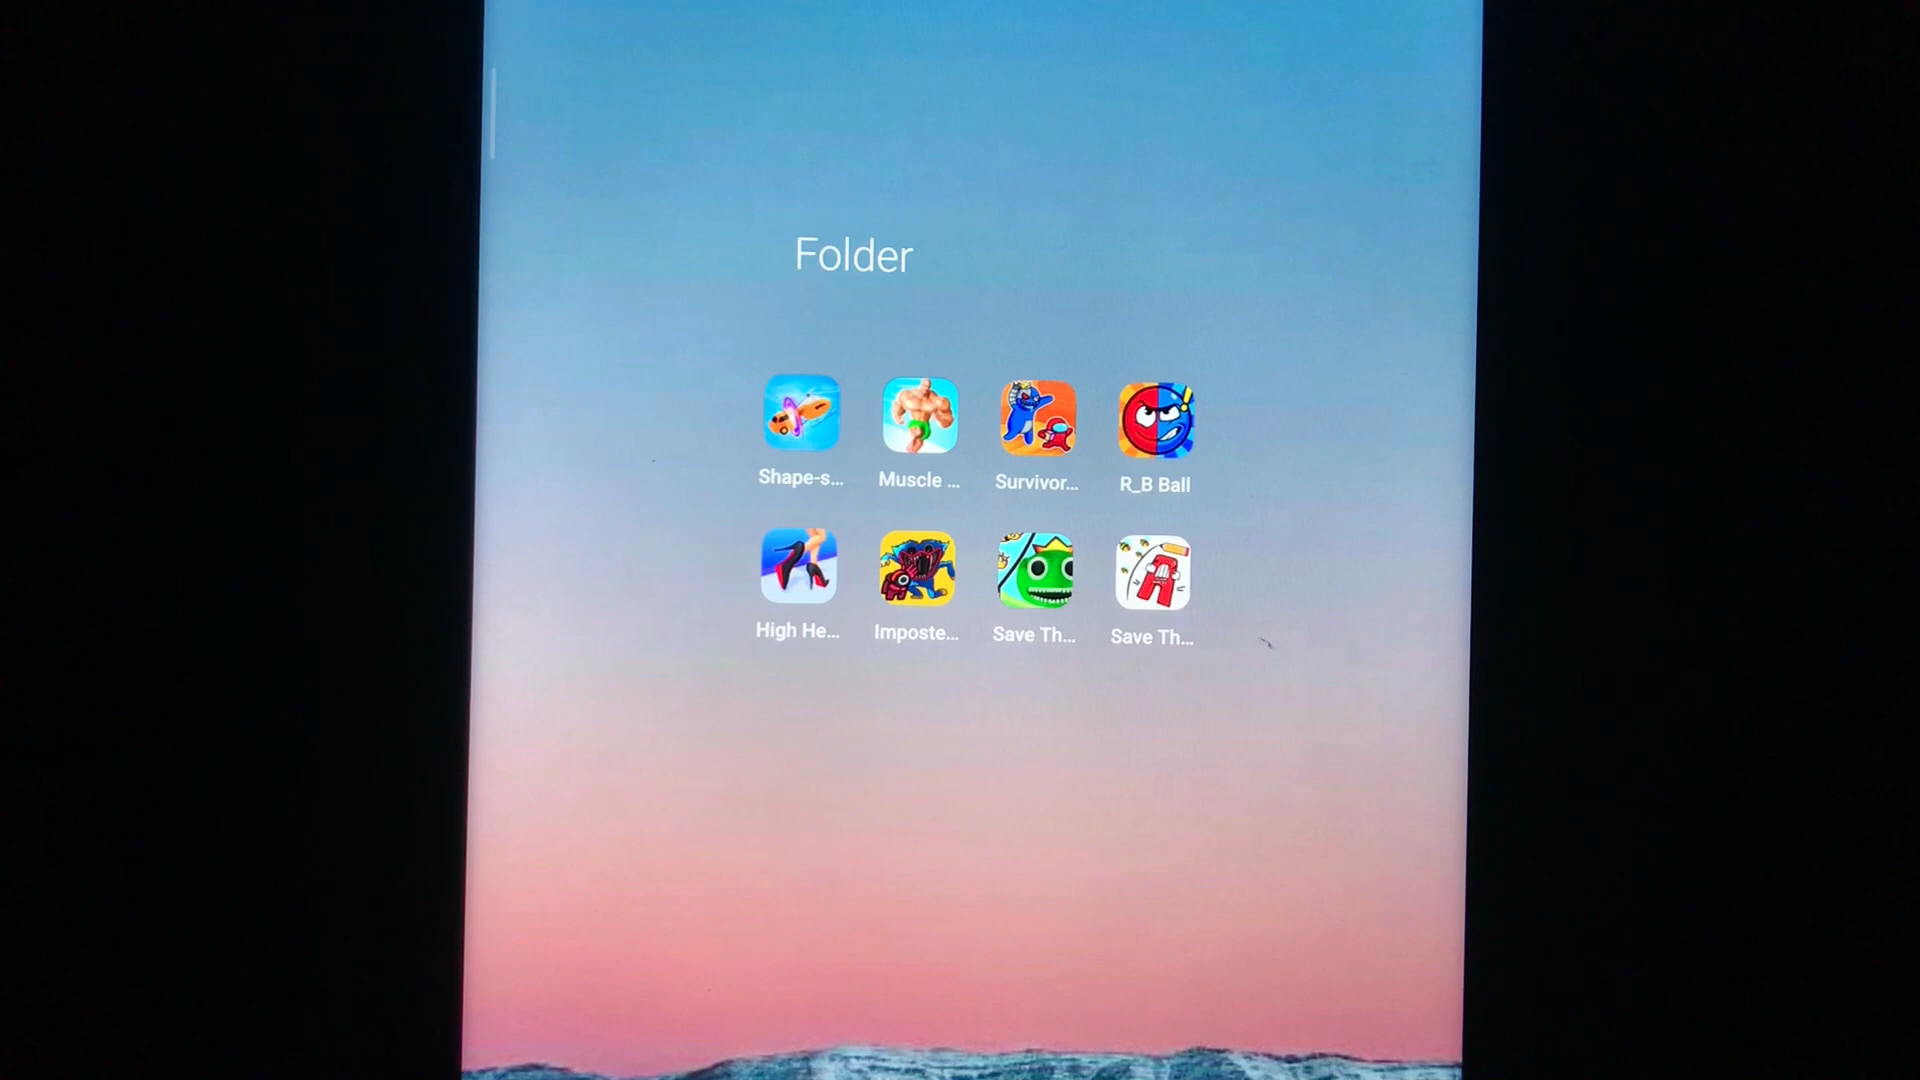 Folder
Shape-s...
Muscle ...
Survivor...
R_B Ball
High He...
Imposte...
Save Th...
Save Th...